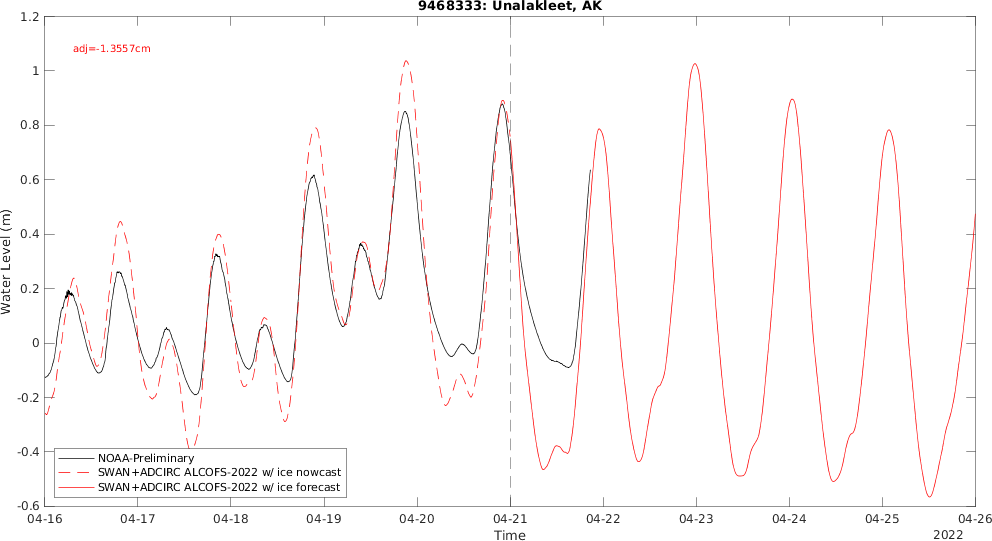 9468333: Unalakleet, AK
1.2
adj=-1.3557cm
1
0.8
0.6
0.4
0.2
0
-0.2
-0.4
-0.6
Water Level (m)
NOAA-Preliminary
SWAN+ADCIRC ALCOFS-2022 w/ ice nowcast
SWAN+ADCIRC ALCOFS-2022 w/ ice forecast
04-16 04-17 04-18 04-19 04-20 04-21 04-22 04-23 04-24 04-25 04-26
Time
2022